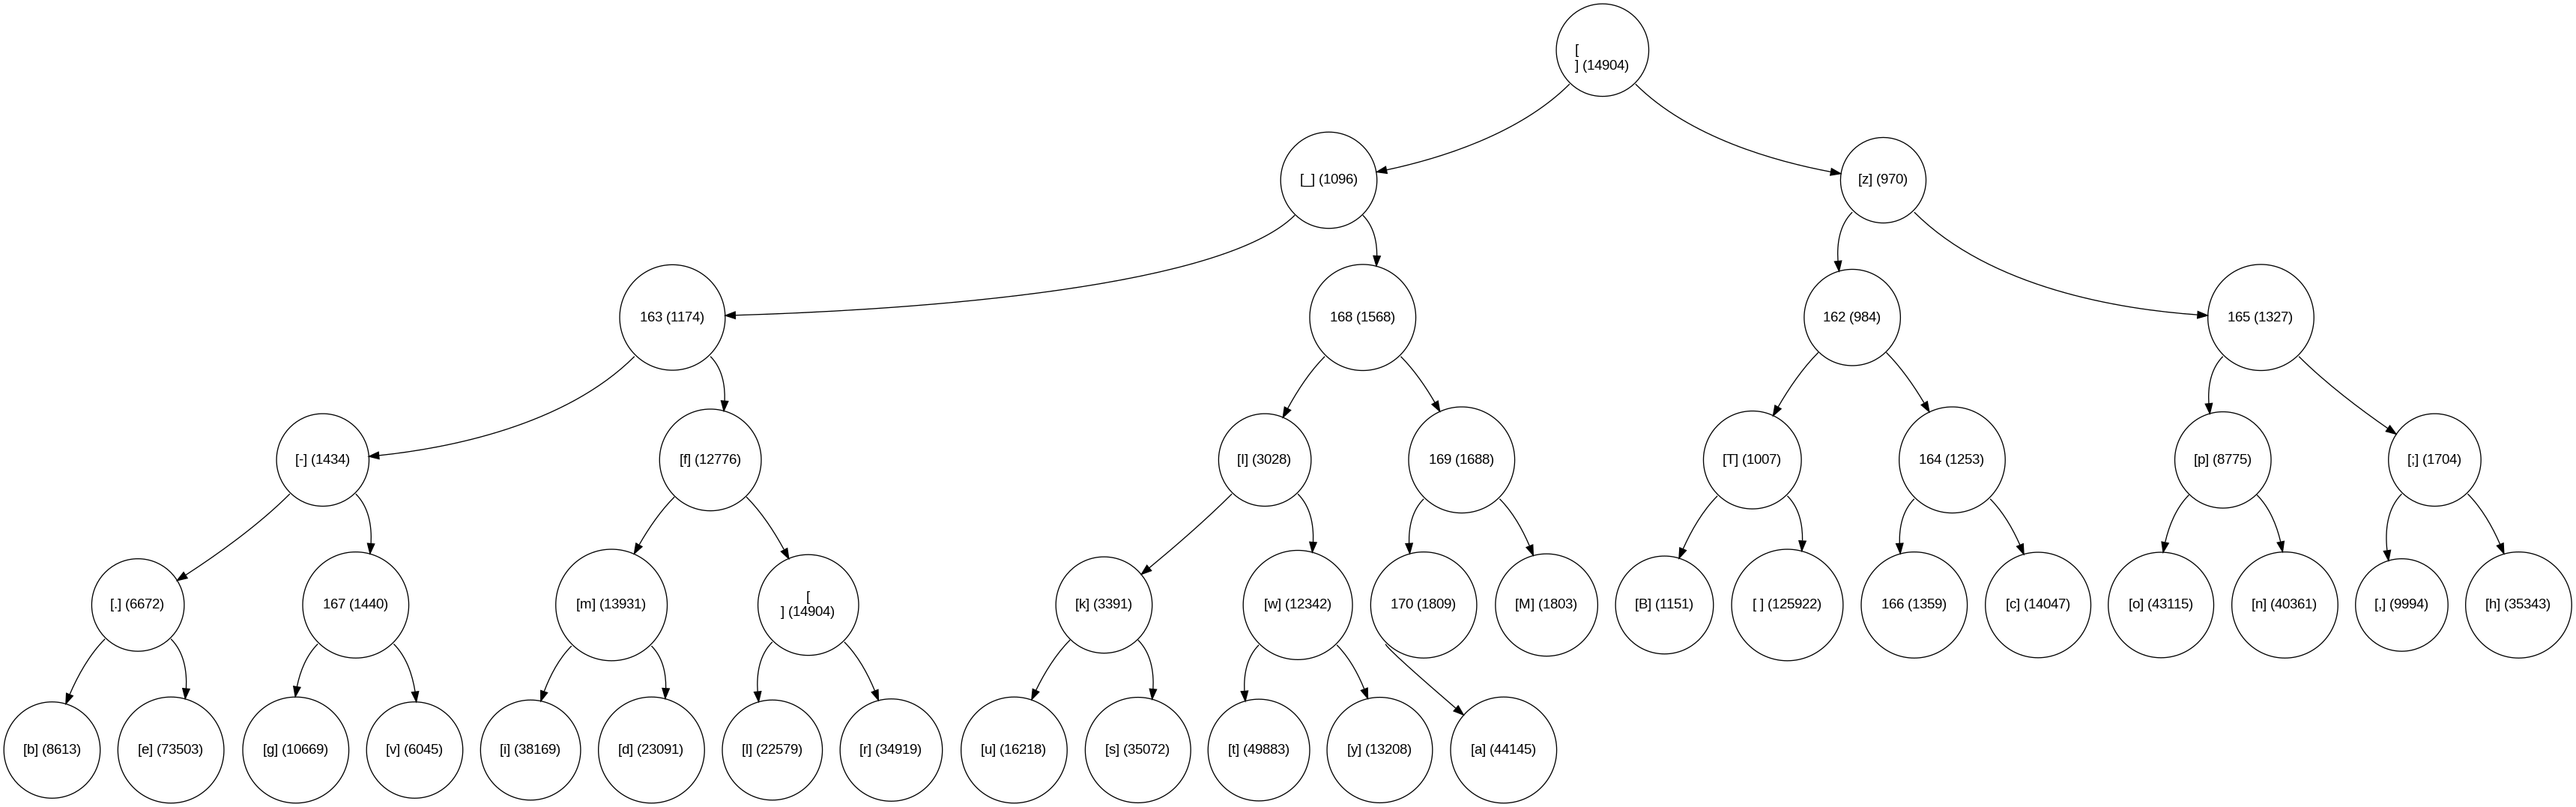 [
] (14904)
[_] (1096)
[z] (970)
163 (1174)
168 (1568)
162 (984)
165 (1327)
[-] (1434)
[f] (12776)
[I] (3028)
169 (1688)
[T] (1007)
164 (1253)
[p] (8775)
[;] (1704)
[.] (6672)
167 (1440)
[m] (13931)
[
] (14904)
[k] (3391)
[w] (12342)
170 (1809)
[M] (1803)
[B] (1151)
[ ] (125922)
166 (1359)
[c] (14047)
[o] (43115)
[n] (40361)
[,] (9994)
[h] (35343)
[b] (8613)
[e] (73503)
[g] (10669)
[v] (6045)
[i] (38169)
[d] (23091)
[l] (22579)
[r] (34919)
[u] (16218)
[s] (35072)
[t] (49883)
[y] (13208)
[a] (44145)